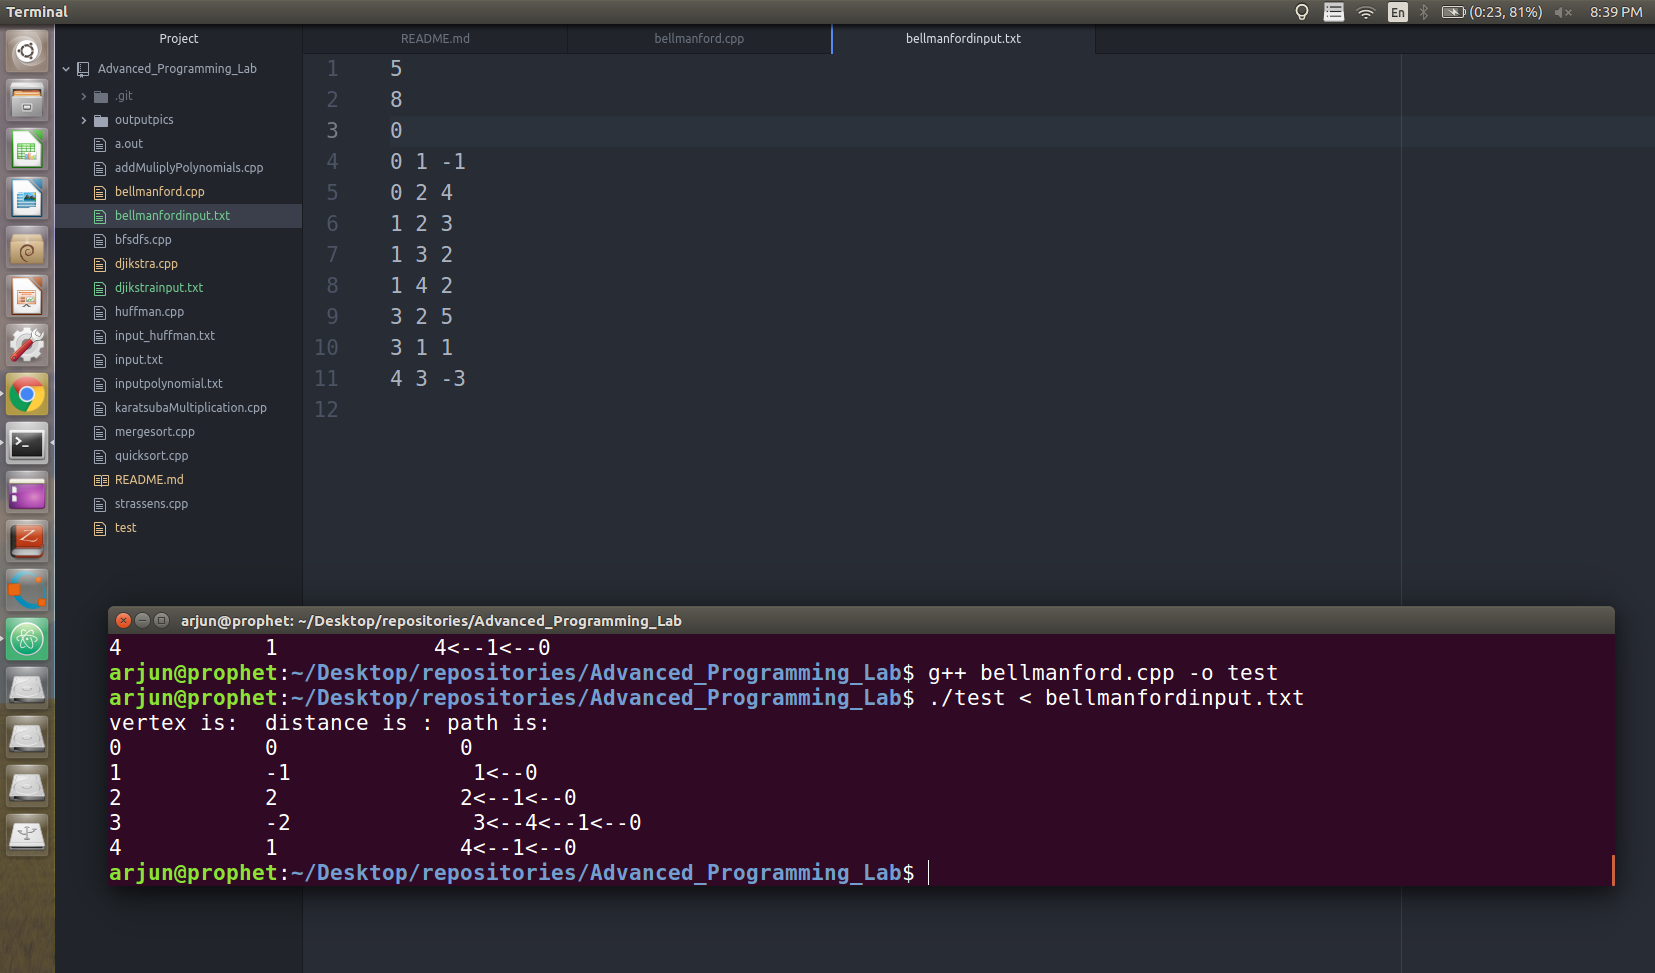 Terminal
En
(0:23, 81%)
8:39 PM
Project
README.md
bellmanford.cpp
bellmanfordinput.txt
Advanced_Programming_Lab
.git
outputpics
a.out
addMuliplyPolynomials.cpp
bellmanford.cpp
bellmanfordinput.txt
bfsdfs.cpp
djikstra.cpp
djikstrainput.txt
huffman.cpp
input_huffman.txt
input.txt
inputpolynomial.txt
karatsubaMultiplication.cpp
mergesort.cpp
quicksort.cpp
README.md
strassens.cpp
test
1 5
2 8
3 0
4 0 1 -1
5 0 2 4
6 1 2 3
7 1 3 2
8 1 4 2
9 3 2 5
10 3 1 1
11 4 3 -3
12
arjun@prophet: ~/Desktop/repositories/Advanced_Programming_Lab
4 1 4<--1<--0
arjun@prophet:~/Desktop/repositories/Advanced_Programming_Lab$ g++ bellmanford.cpp -o test
arjun@prophet:~/Desktop/repositories/Advanced_Programming_Lab$ ./test < bellmanfordinput.txt
vertex is: distance is : path is:
0 0 0
1 -1 1<--0
2 2 2<--1<--0
3 -2 3<--4<--1<--0
4 1 4<--1<--0
arjun@prophet:~/Desktop/repositories/Advanced_Programming_Lab$